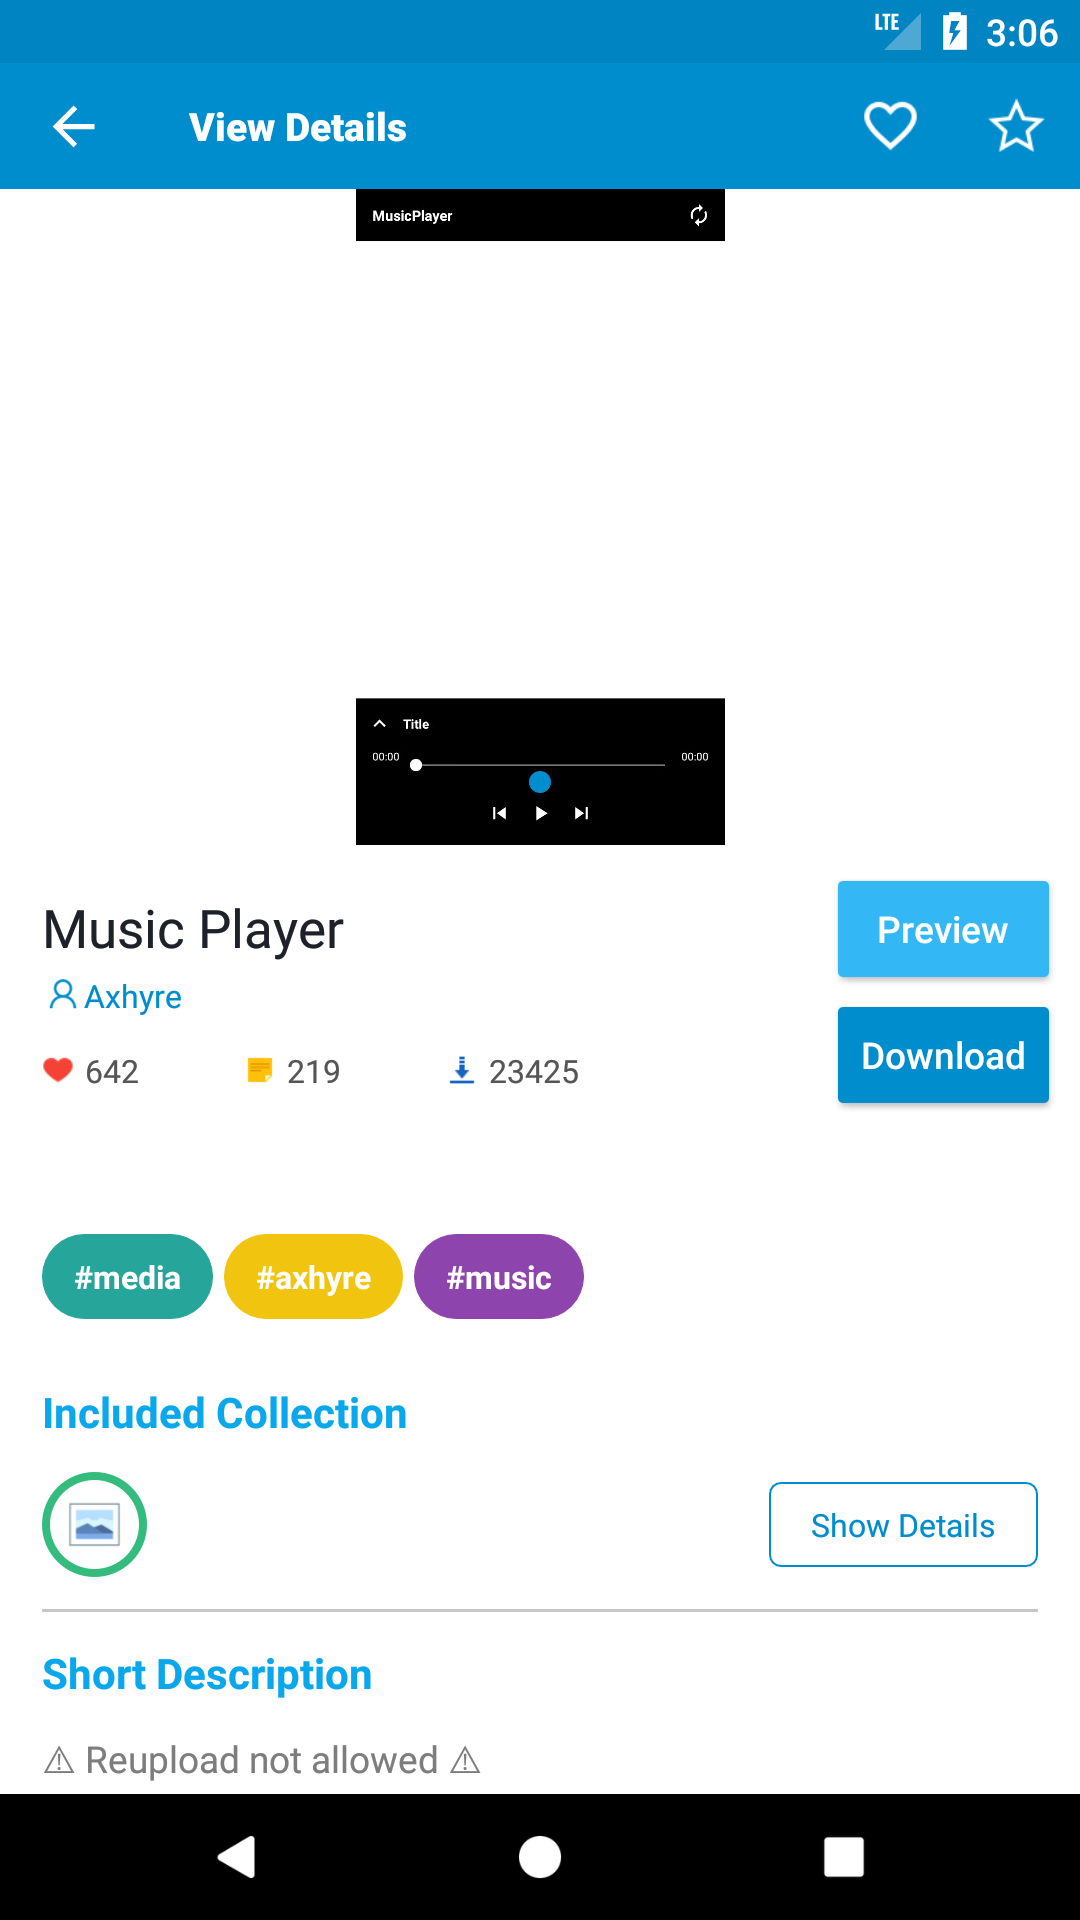 LTE 3:06
View Details
MusicPlayer
Title
00:00 00:00
Music Player
Preview
Axhyre
Download
642 219 23425
#media #axhyre #music
Included Collection
Show Details
Short Description
⚠ Reupload not allowed ⚠